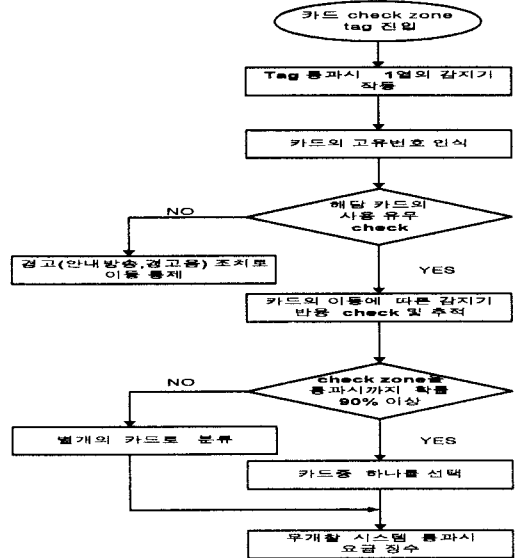 카드 check zone
tag 진입
Tag 통과시 1열의 감지기
작동
카드의 고유번호 인식
해당 카드의
사용 유무
check
NO
경고(안내방송,경고음) 조치로
이동 통제
YES
카드의 이동에 따른 감지기
반응 check 및 추적
check zone을
통과시까지 확률
90% 이상
NO
별개의 카드로 분류
YES
카드중 하나를 선택
무개찰 시스템 통과시
요금 징수